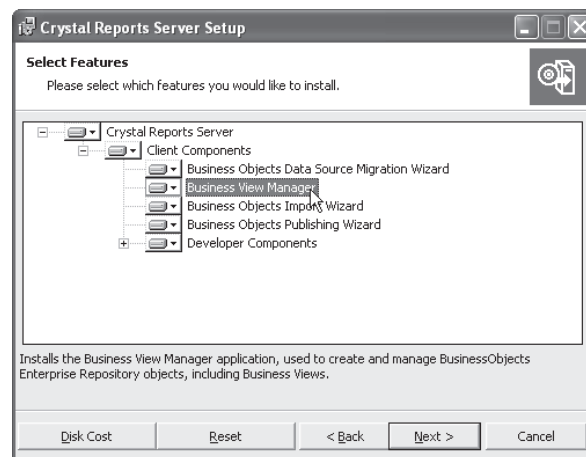 Crystal Reports Server Setup
Select Features
Please select which features you would like to install.
Crystal Reports Server
Client Components
Business Objects Data Source Migration Wizard
Business View Manager
Business Objects Import Wizard
Business Objects Publishing Wizard
Developer Components
Installs the Business View Manager application, used to create and manage BusinessObjects
Enterprise Repository objects, including Business Views.
Disk Cost Reset < Back Next > Cancel